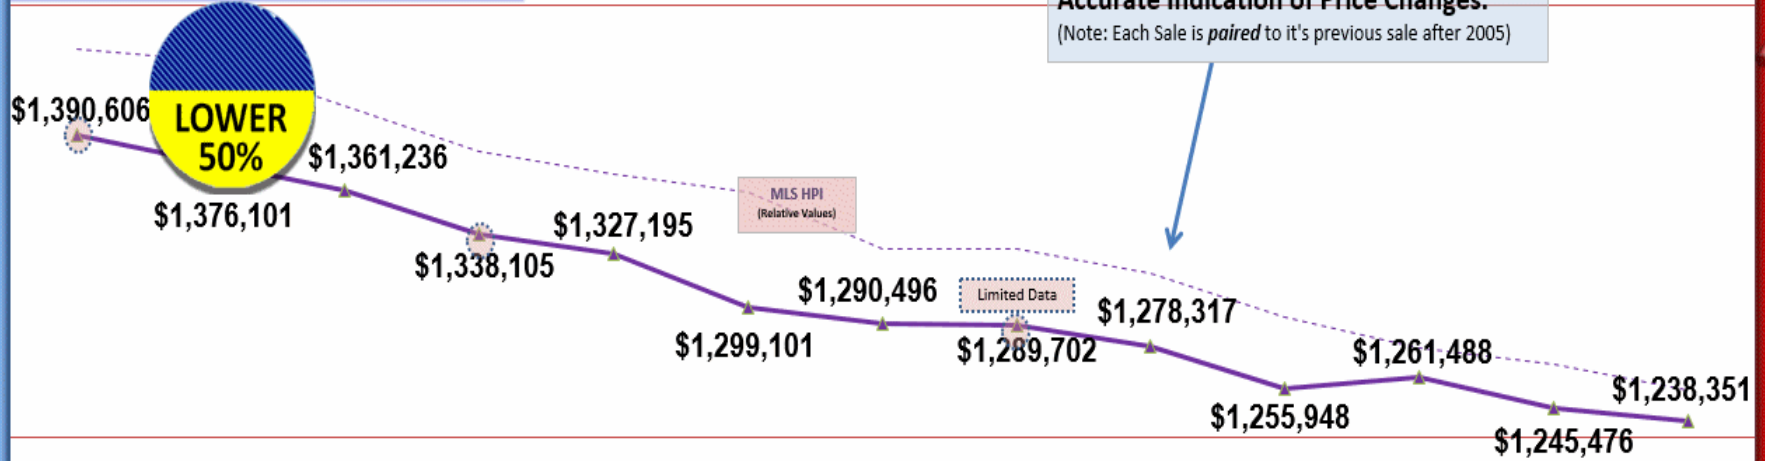 Accurate Indication of Price Changes.
(Note: Each Sale is paired to it's previous sale after 2005)
$1,390,606
LOWER
50%
$1,361,236
$1,376,101
MLS HPI
(Relative Values)
$1,327,195
$1,338,105
$1,290,496
Limited Data
$1,278,317
$1,299,101
$1,289,702
$1,261,488
$1,238,351
$1,255,948
$1,245,476